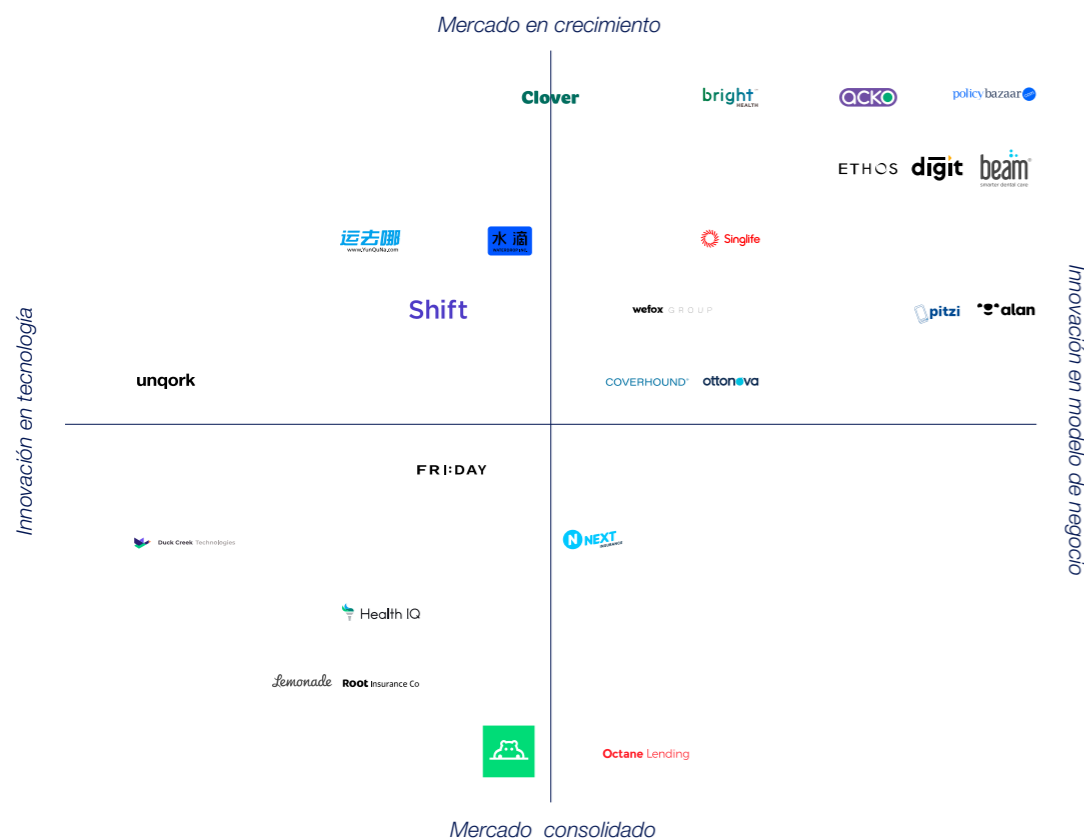 Mercado en crecimiento
Clover
bright
HEALTH
acko
policybazaar
ETHOS
digit
beam
smarter dental care
运去哪
www.YunQuNa.com
水滴
Singlife
Shift
wefox GROUP
pitzi
alan
unqork
COVERHOUND
ottonova
Innovación en tecnología
Innovación en modelo de negocio
FRI:DAY
Duck Creek Technologies
N NEXT
INSURANCE
Health IQ
Lemonade
Root Insurance Co
Octane Lending
Mercado consolidado